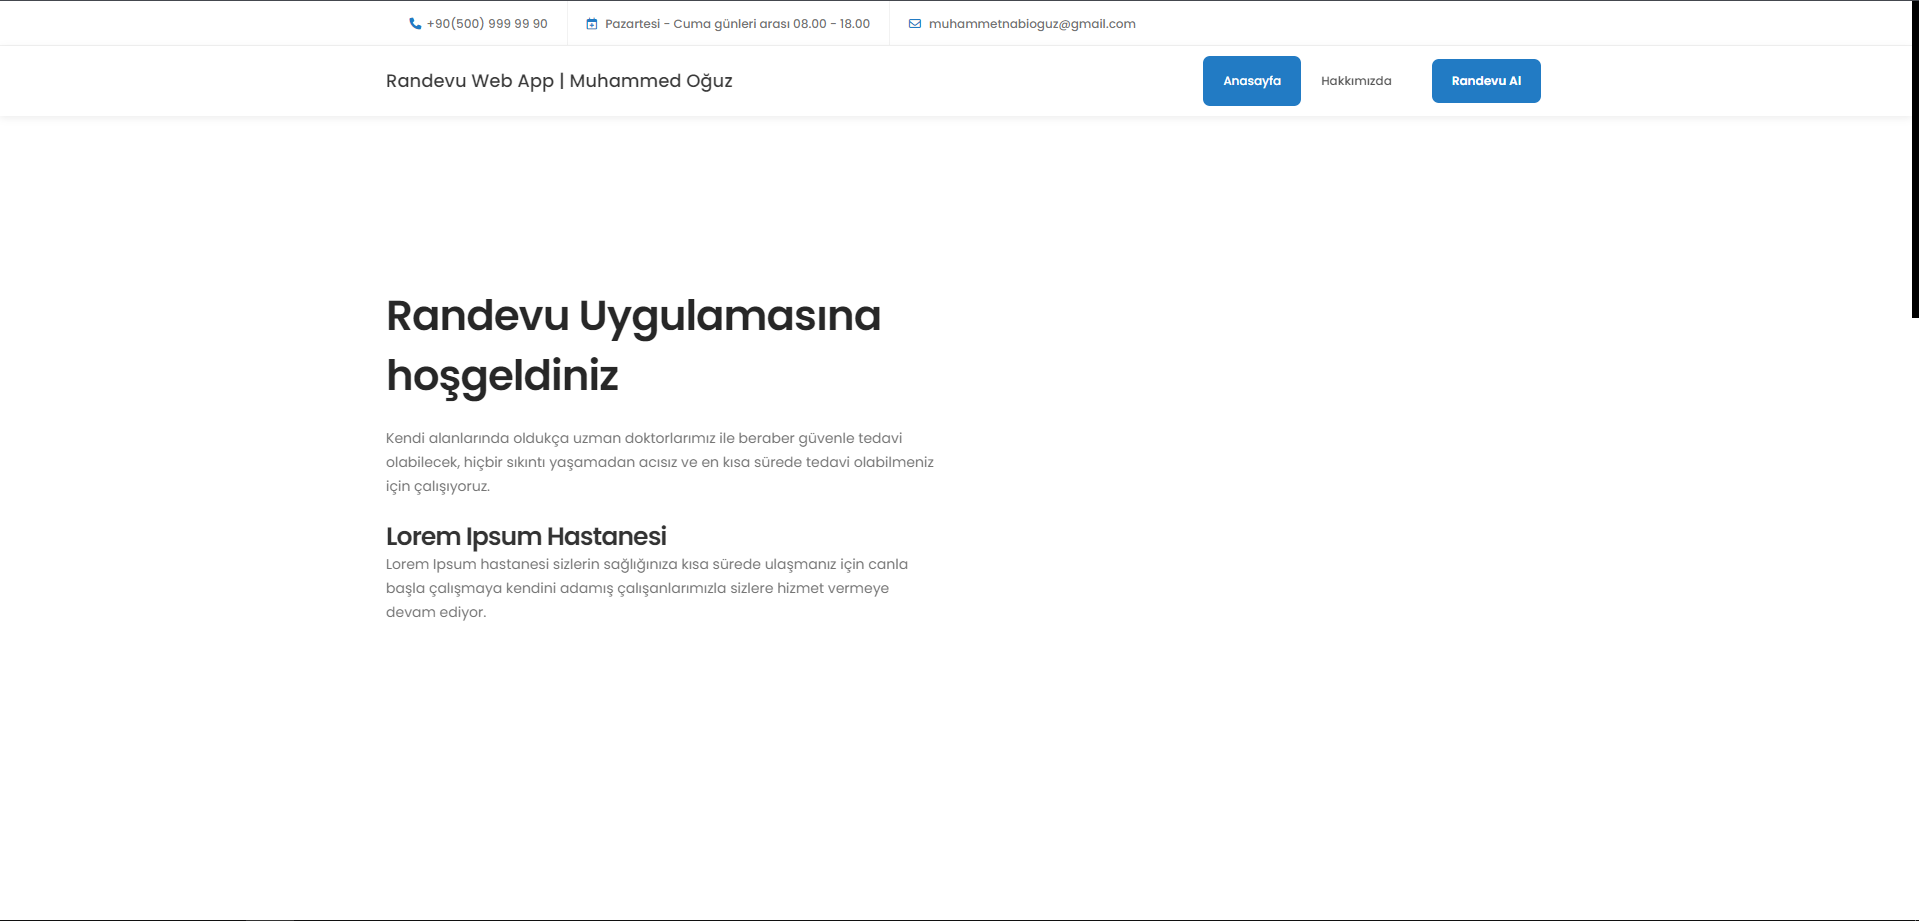 +90(500) 999 99 90
Pazartesi - Cuma günleri arası 08.00 - 18.00
muhammetnabioguz@gmail.com
Randevu Web App | Muhammed Oğuz
Anasayfa
Hakkımızda
Randevu Al
Randevu Uygulamasına
hoşgeldiniz
Kendi alanlarında oldukça uzman doktorlarımız ile beraber güvenle tedavi
olabilecek, hiçbir sıkıntı yaşamadan acısız ve en kısa sürede tedavi olabilmeniz
için çalışıyoruz.
Lorem Ipsum Hastanesi
Lorem Ipsum hastanesi sizlerin sağlığınıza kısa sürede ulaşmanız için canla
başla çalışmaya kendini adamış çalışanlarımızla sizlere hizmet vermeye
devam ediyor.